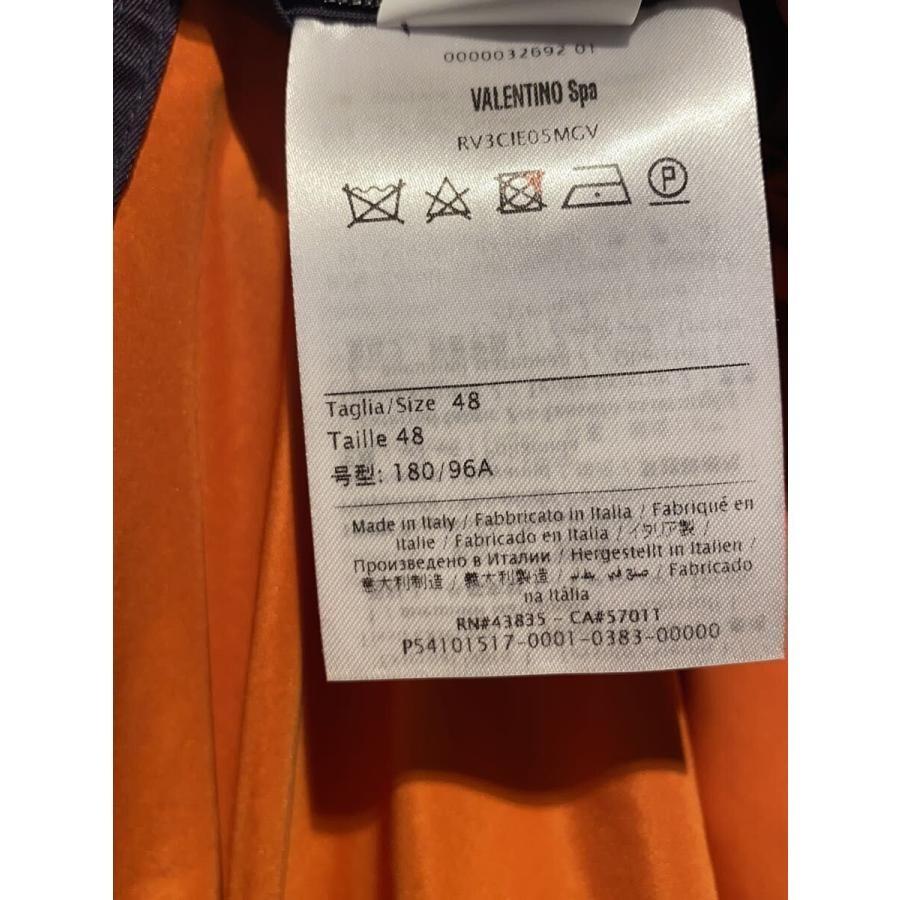 0000032692 01
VALENTINO Spa
RV3CIE05MGV
P
Taglia/Size 48
Taille 48
号型: 180/96A
Made in Italy / Fabbricato in Italia / Fabriqué en
Italie / Fabricado en Italia / イタリア製 /
Произведено в Италии / Hergestellt in Italien /
意大利制造 / 義大利製造 / / Fabricado
na Itália
RN#43835 - CA#57011
P54101517-0001-0383-00000